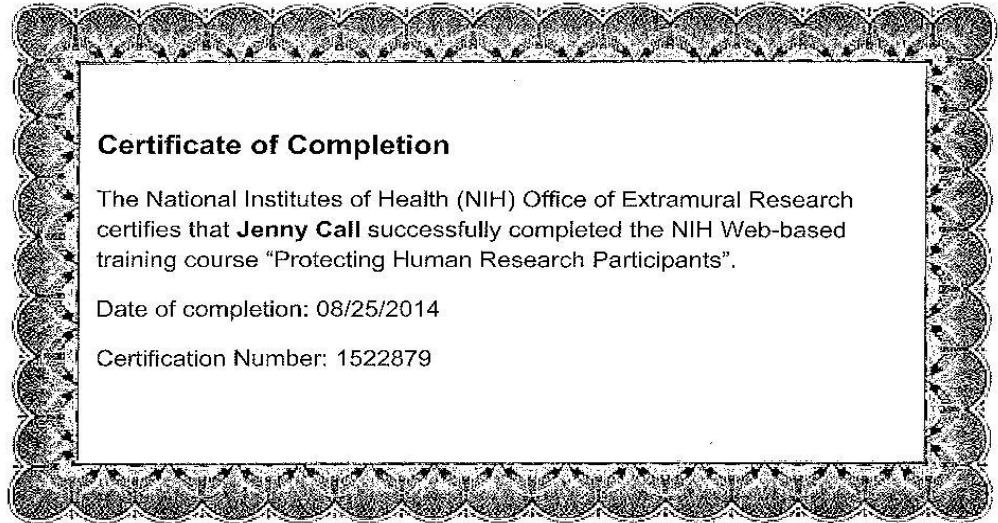 Certificate of Completion
The National Institutes of Health (NIH) Office of Extramural Research
certifies that Jenny Call successfully completed the NIH Web-based
training course “Protecting Human Research Participants”.
Date of completion: 08/25/2014
Certification Number: 1522879